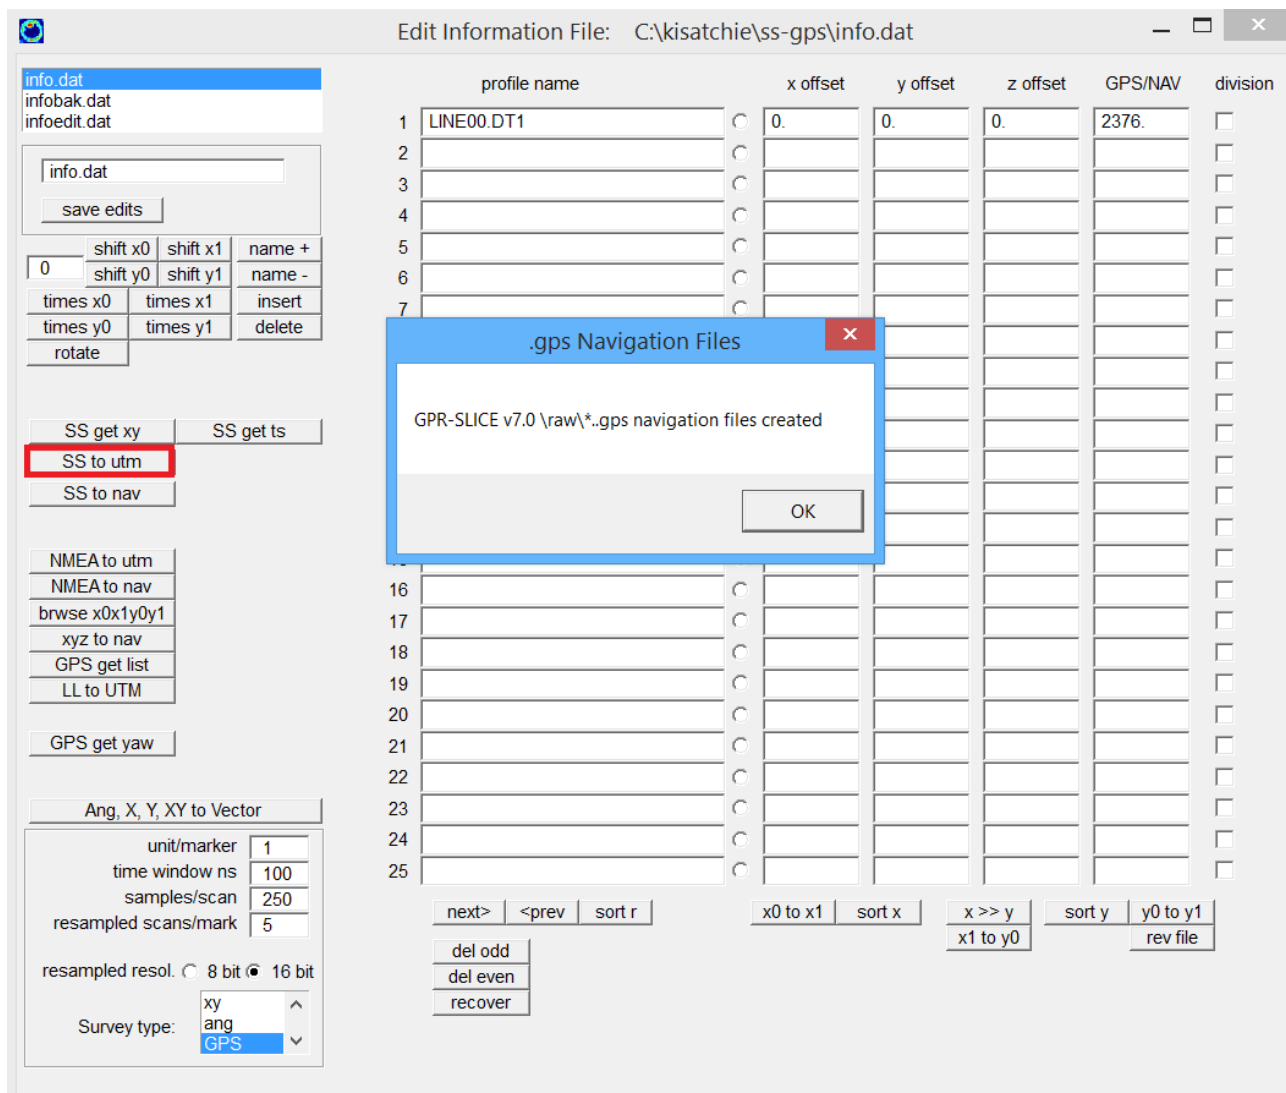 Edit Information File: C:\kisatchie\ss-gps\info.dat
info.dat
infobak.dat
infoedit.dat
info.dat
save edits
0
shift x0 shift x1 name +
shift y0 shift y1 name -
times x0 times x1 insert
times y0 times y1 delete
rotate
SS get xy SS get ts
SS to utm
SS to nav
NMEA to utm
NMEA to nav
brwse x0x1y0y1
xyz to nav
GPS get list
LL to UTM
GPS get yaw
Ang, X, Y, XY to Vector
unit/marker 1
time window ns 100
samples/scan 250
resampled scans/mark 5
resampled resol. 8 bit 16 bit
Survey type: xy
ang
GPS
profile name x offset y offset z offset GPS/NAV division
1 LINE00.DT1 0. 0. 0. 2376.
2
3
4
5
6
7
.gps Navigation Files
GPR-SLICE v7.0 \raw\*..gps navigation files created
OK
16
17
18
19
20
21
22
23
24
25
next> <prev sort r x0 to x1 sort x x >> y sort y y0 to y1
x1 to y0 rev file
del odd
del even
recover